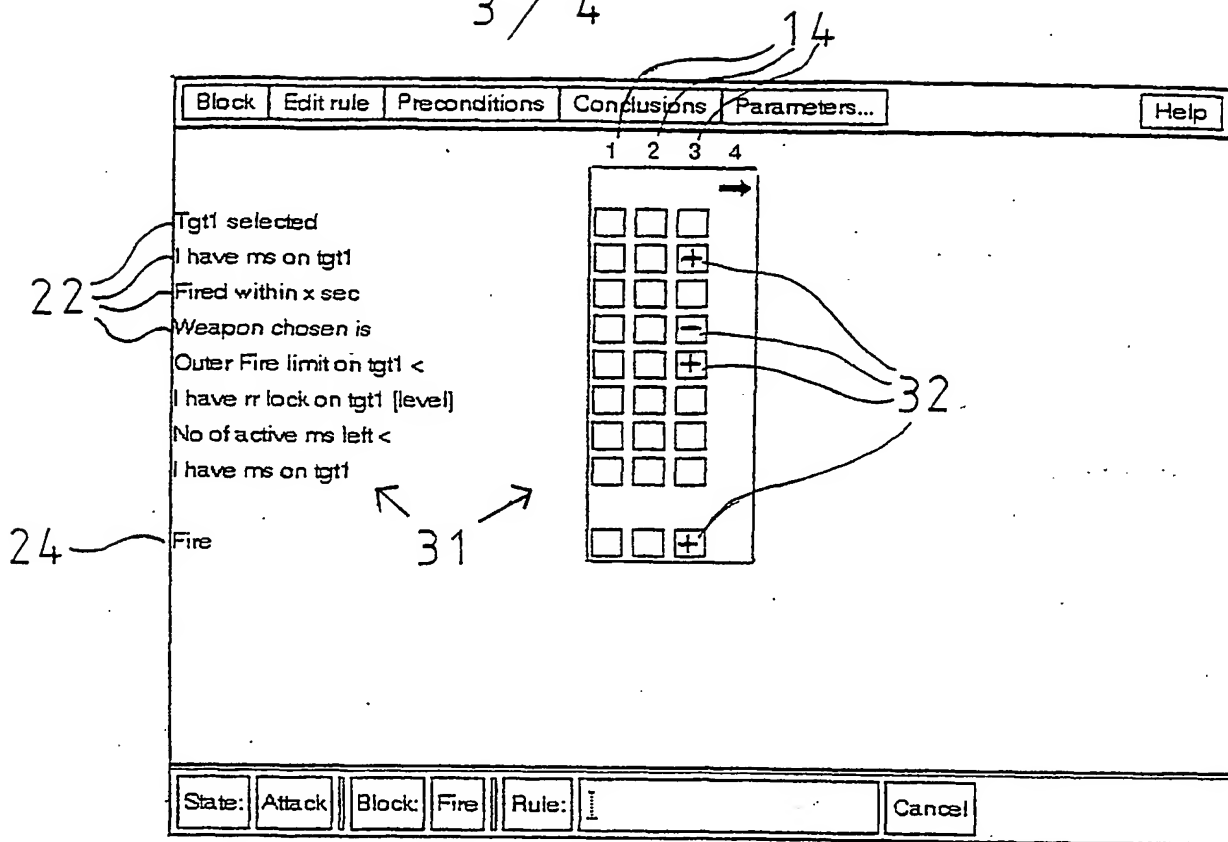 3 / 4
14
Block Edit rule Preconditions Conclusions Parameters... Help
1 2 3 4
Tgt1 selected
I have ms on tgt1 +
22
Fired within x sec
Weapon chosen is −
Outer Fire limit on tgt1 < +
32
I have rr lock on tgt1 [level]
No of active ms left <
I have ms on tgt1
24 Fire 31 +
State: Attack Block: Fire Rule: Cancel